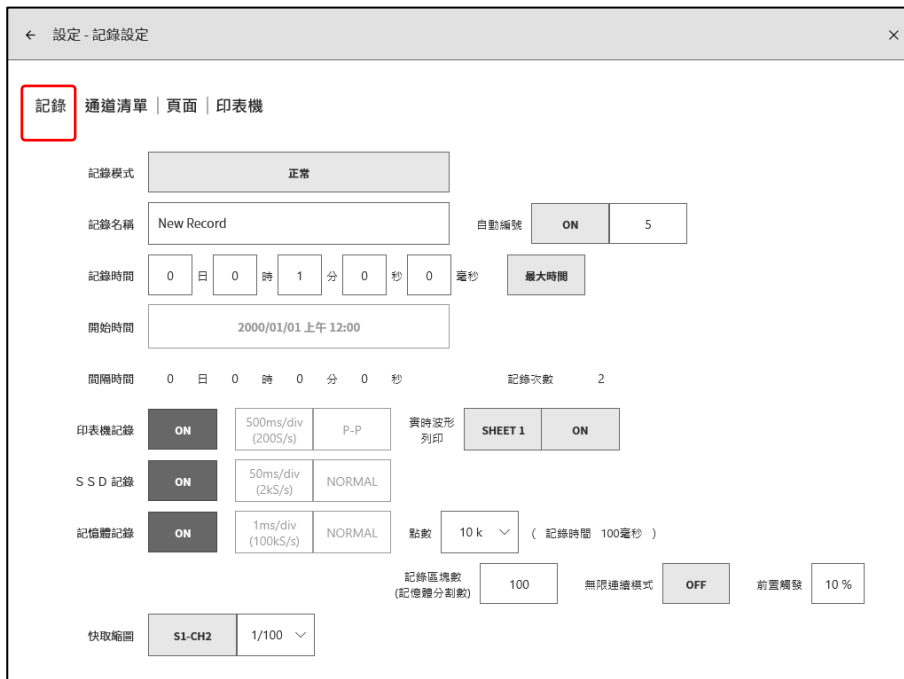 ← 設定 - 記錄設定 ×
記錄 通道清單 | 頁面 | 印表機
記錄模式 正常
記錄名稱 New Record 自動編號 ON 5
記錄時間 0 日 0 時 1 分 0 秒 0 毫秒 最大時間
開始時間 2000/01/01 上午 12:00
間隔時間 0 日 0 時 0 分 0 秒 記錄次數 2
印表機記錄 ON 500ms/div (200S/s) P-P 實時波形 列印 SHEET 1 ON
SSD 記錄 ON 50ms/div (2kS/s) NORMAL
記憶體記錄 ON 1ms/div (100kS/s) NORMAL 點數 10 k ( 記錄時間 100毫秒 )
記錄區塊數 (記憶體分割數) 100 無限連續模式 OFF 前置觸發 10 %
快取縮圖 S1-CH2 1/100